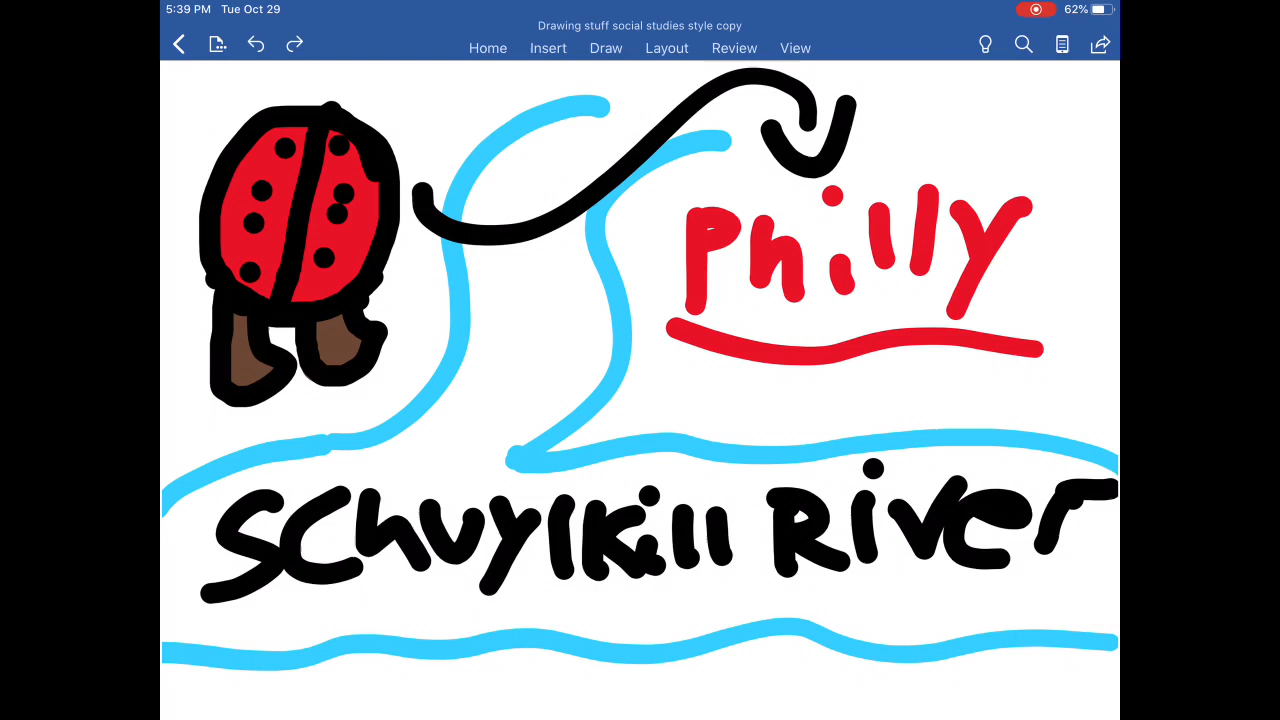 5:39 PM Tue Oct 29
62%
Drawing stuff social studies style copy
Home Insert Draw Layout Review View
Philly
Schuylkill River